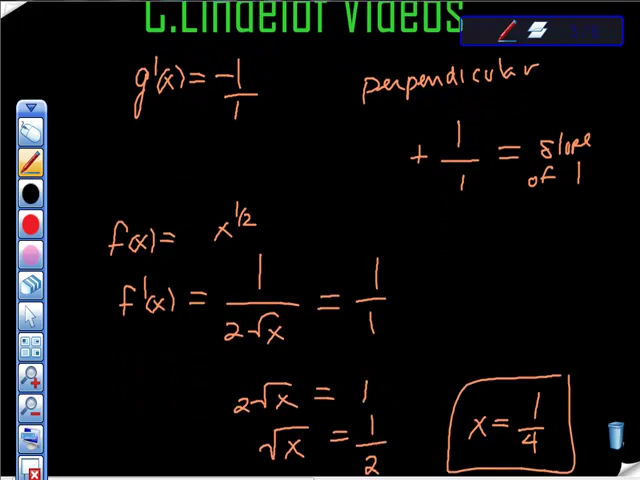 C.Lindelof Videos
g'(x) = -1/1
perpendicular
+ 1/1 = slope
of 1
f(x) = x^1/2
f'(x) = 1/2√x = 1/1
2√x = 1
√x = 1/2
x = 1/4